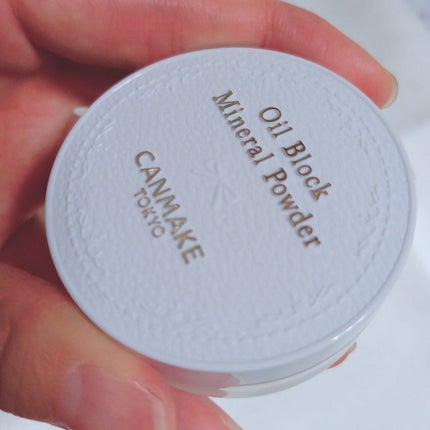 Oil Block
Mineral Powder
CANMAKE
TOKYO